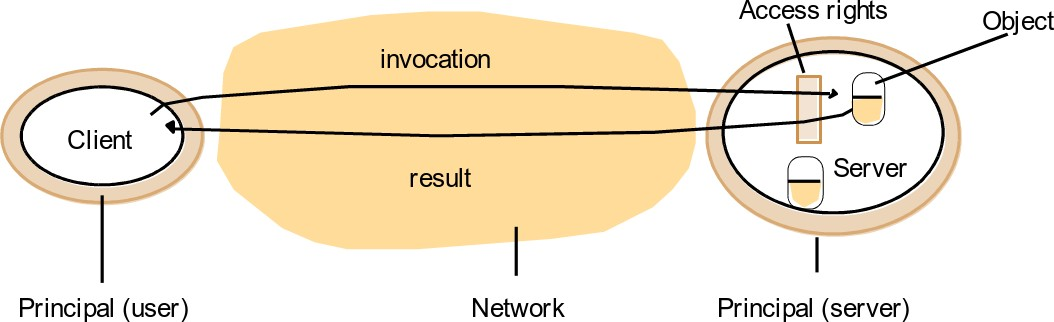 Access rights
Object
invocation
Client
result
Server
Principal (user)
Network
Principal (server)